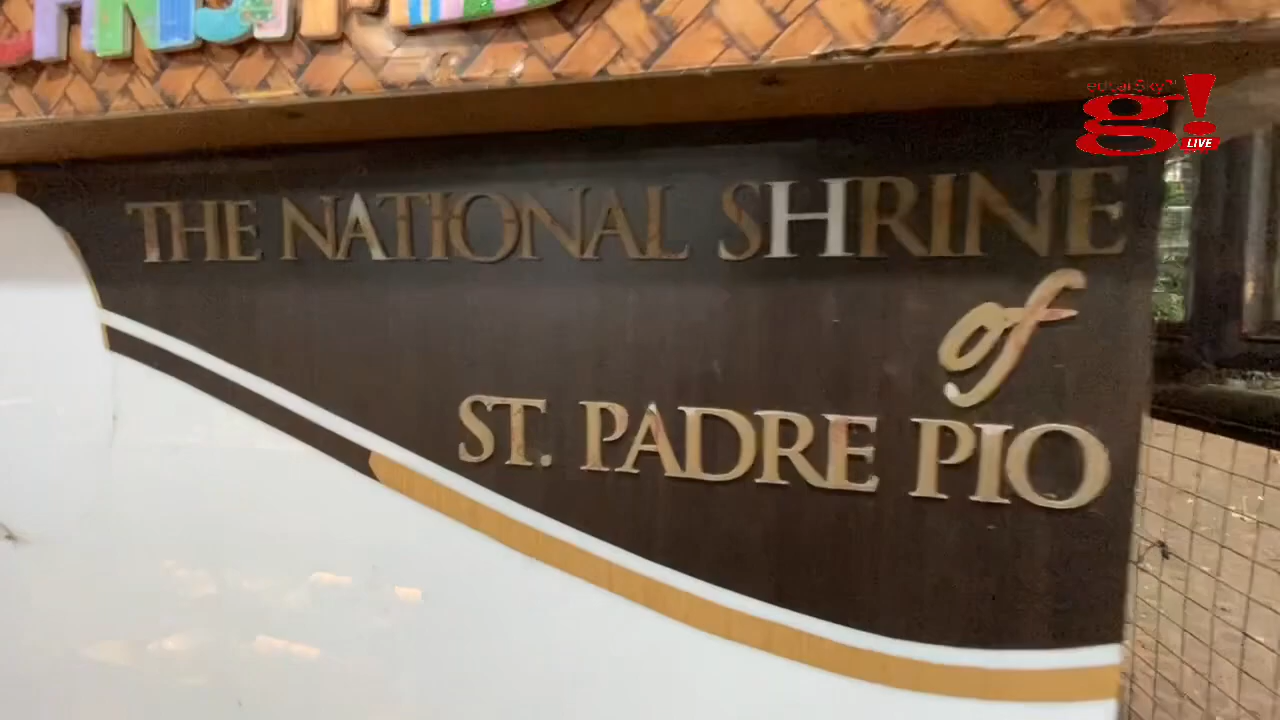 g!
LIVE
THE NATIONAL SHRINE
of
ST. PADRE PIO